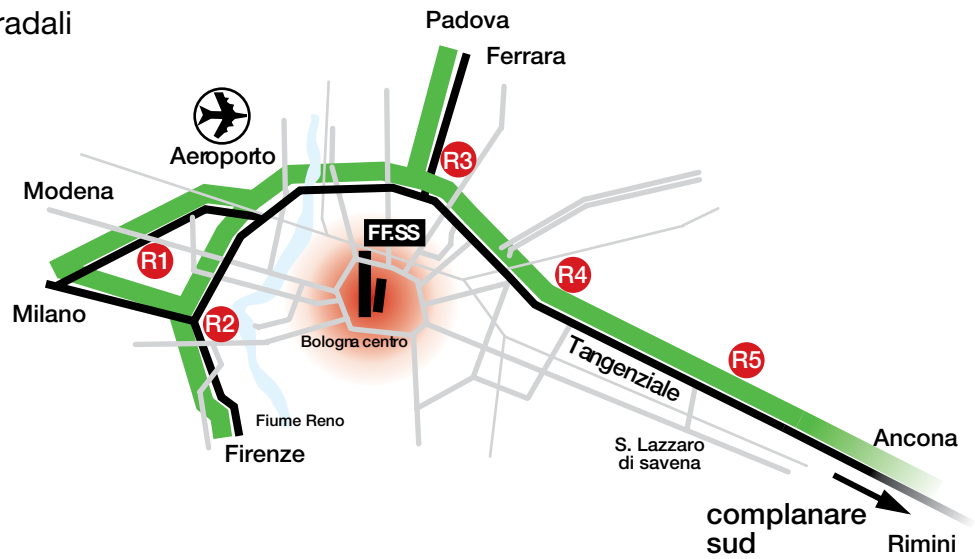 radali
Padova
Ferrara
Aeroporto
R3
Modena
FF.SS
R1
R4
Milano
R2
Bologna centro
R5
Tangenziale
Fiume Reno
Firenze
S. Lazzaro
di savena
Ancona
complanare
sud
Rimini